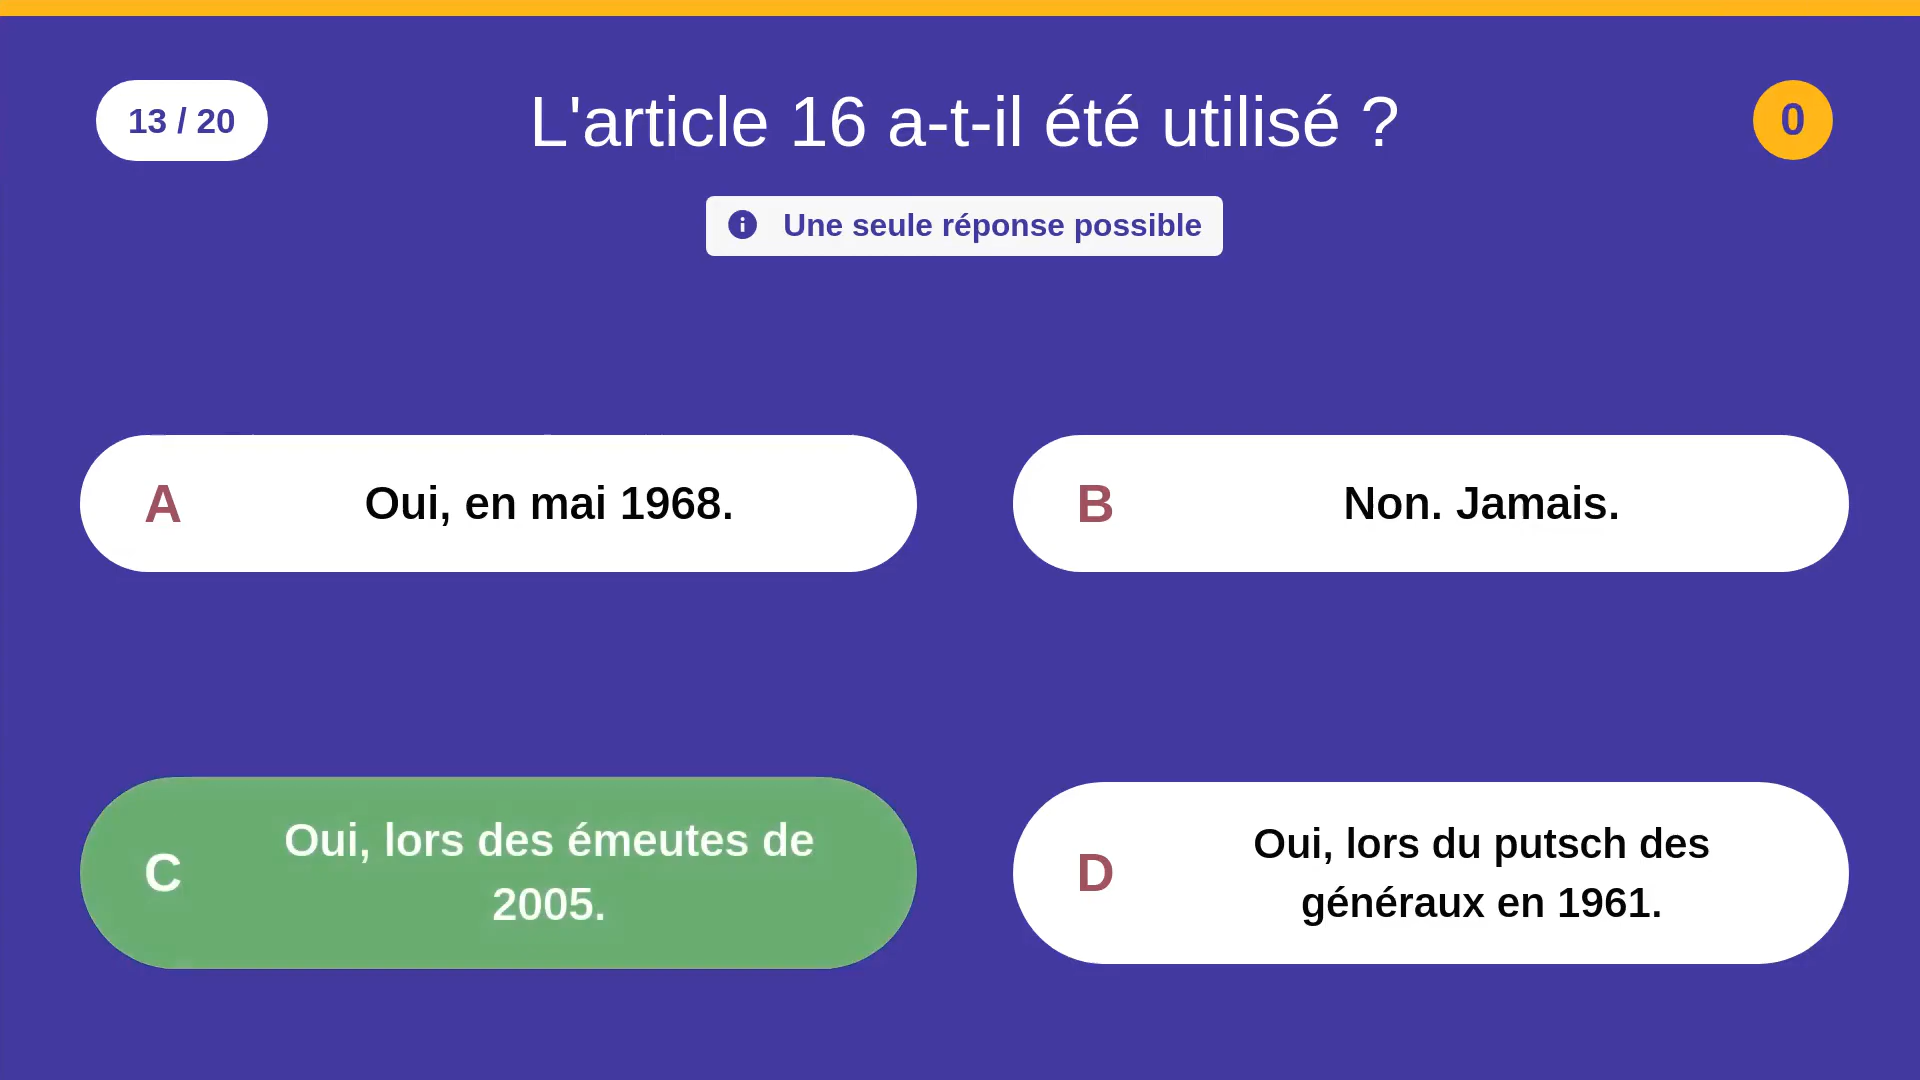 13 / 20
L'article 16 a-t-il été utilisé ?
0
Une seule réponse possible
A
Oui, en mai 1968.
B
Non. Jamais.
C
Oui, lors des émeutes de
2005.
D
Oui, lors du putsch des
généraux en 1961.